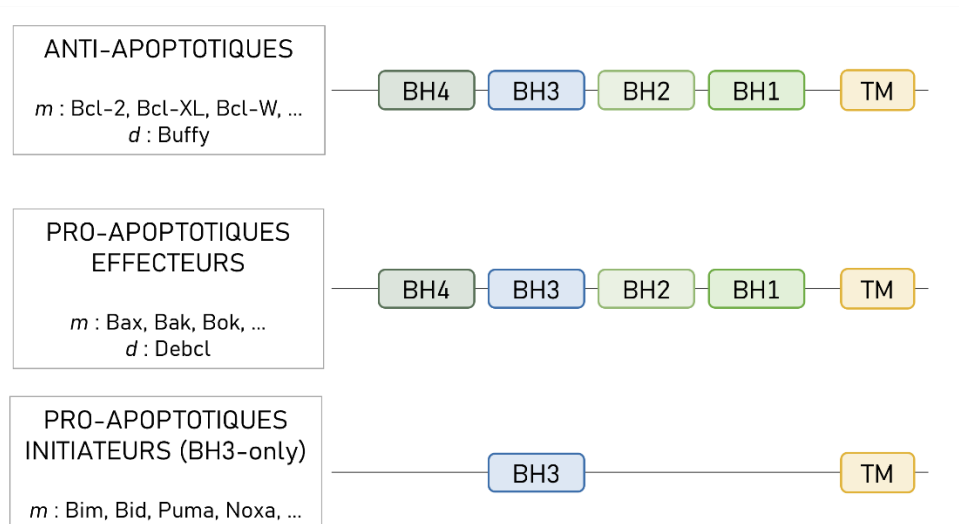 ANTI-APOPTOTIQUES
m : Bcl-2, Bcl-XL, Bcl-W, ...
d : Buffy
BH4 BH3 BH2 BH1 TM
PRO-APOPTOTIQUES
EFFECTEURS
m : Bax, Bak, Bok, ...
d : Debcl
BH4 BH3 BH2 BH1 TM
PRO-APOPTOTIQUES
INITIATEURS (BH3-only)
m : Bim, Bid, Puma, Noxa, ...
BH3 TM